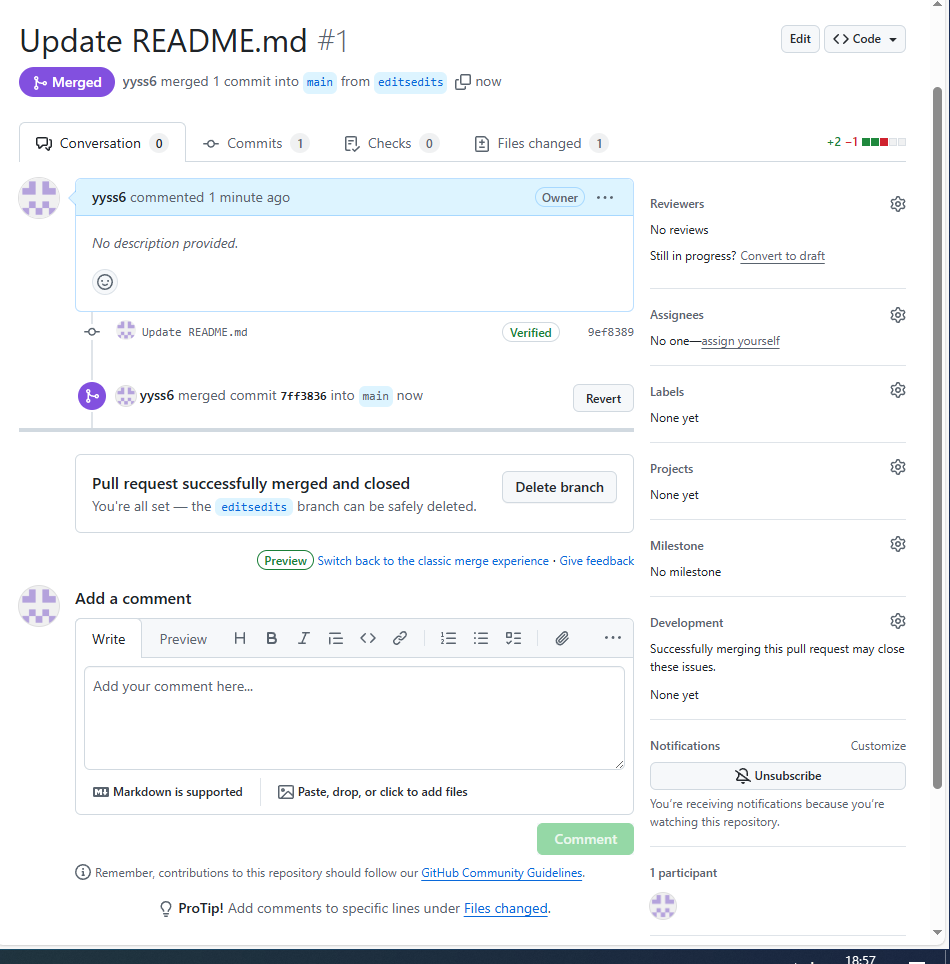 Update README.md #1
Edit
Code
Merged yyss6 merged 1 commit into main from editsedits now
Conversation 0
Commits 1
Checks 0
Files changed 1
+2 −1
yyss6 commented 1 minute ago
Owner
No description provided.
Update README.md
Verified
9ef8389
yyss6 merged commit 7ff3836 into main now
Revert
Pull request successfully merged and closed
You're all set — the editsedits branch can be safely deleted.
Delete branch
Preview Switch back to the classic merge experience · Give feedback
Add a comment
Write
Preview
H B I
Add your comment here...
Markdown is supported
Paste, drop, or click to add files
Comment
Remember, contributions to this repository should follow our GitHub Community Guidelines.
ProTip! Add comments to specific lines under Files changed.
Reviewers
No reviews
Still in progress? Convert to draft
Assignees
No one—assign yourself
Labels
None yet
Projects
None yet
Milestone
No milestone
Development
Successfully merging this pull request may close
these issues.
None yet
Notifications
Customize
Unsubscribe
You're receiving notifications because you're
watching this repository.
1 participant
18:57